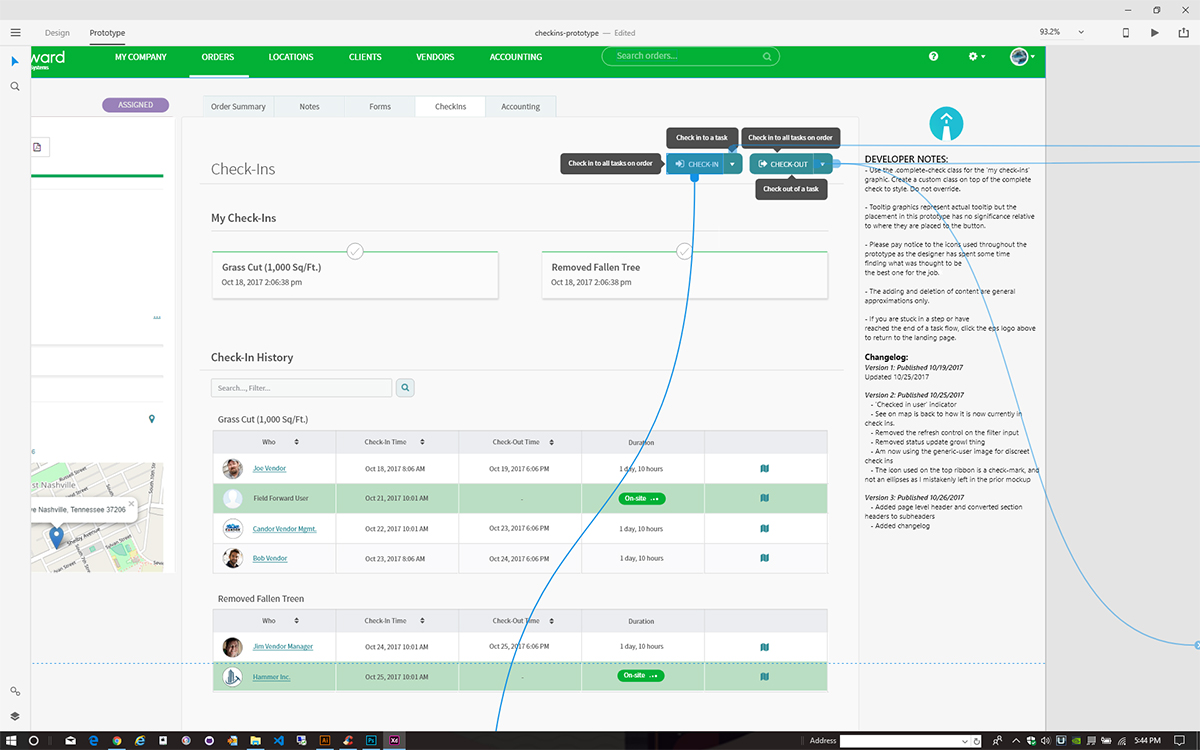 Design
Prototype
checkins-prototype — Edited
93.2%
ward
systems
MY COMPANY
ORDERS
LOCATIONS
CLIENTS
VENDORS
ACCOUNTING
Search orders...
ASSIGNED
Order Summary
Notes
Forms
CheckIns
Accounting
Check in to a task
Check in to all tasks on order
Check-Ins
Check in to all tasks on order
CHECK-IN
CHECK-OUT
Check out of a task
My Check-Ins
Grass Cut (1,000 Sq/Ft.)
Oct 18, 2017 2:06:38 pm
Removed Fallen Tree
Oct 18, 2017 2:06:38 pm
Check-In History
Search..., Filter...
Grass Cut (1,000 Sq/Ft.)
Who Check-In Time Check-Out Time Duration
Joe Vendor Oct 18, 2017 8:06 AM Oct 19, 2017 6:06 PM 1 day, 10 hours
Field Forward User Oct 21, 2017 10:01 AM - On-site ...
Candor Vendor Mgmt. Oct 22, 2017 10:01 AM Oct 23, 2017 6:06 PM 1 day, 10 hours
Bob Vendor Oct 23, 2017 8:06 AM Oct 24, 2017 6:06 PM 1 day, 10 hours
Removed Fallen Treen
Who Check-In Time Check-Out Time Duration
Jim Vendor Manager Oct 24, 2017 10:01 AM Oct 25, 2017 6:06 PM 1 day, 10 hours
Hammer Inc. Oct 25, 2017 10:01 AM - On-site ...
6
st Nashville
ve Nashville, Tennessee 37206
Shelby Avenue
DEVELOPER NOTES:
- Use the .complete-check class for the 'my check-ins'
graphic. Create a custom class on top of the complete
check to style. Do not override.
- Tooltip graphics represent actual tooltip but the
placement in this prototype has no significance relative
to where they are placed to the button.
- Please pay notice to the icons used throughout the
prototype as the designer has spent some time
finding what was thought to be
the best one for the job.
- The adding and deletion of content are general
approximations only.
- If you are stuck in a step or have
reached the end of a task flow, click the eps logo above
to return to the landing page.
Changelog:
Version 1: Published 10/19/2017
Updated 10/25/2017
Version 2: Published 10/25/2017
- 'Checked in user' indicator
- See on map is back to how it is now currently in
check ins.
- Removed the refresh control on the filter input
- Removed status update growl thing
- Am now using the generic-user image for discreet
check ins
- The icon used on the top ribbon is a check-mark, and
not an ellipses as I mistakenly left in the prior mockup
Version 3: Published 10/26/2017
- Added page level header and converted section
headers to subheaders
- Added changelog
Ai
Ps
Xd
Address
5:44 PM